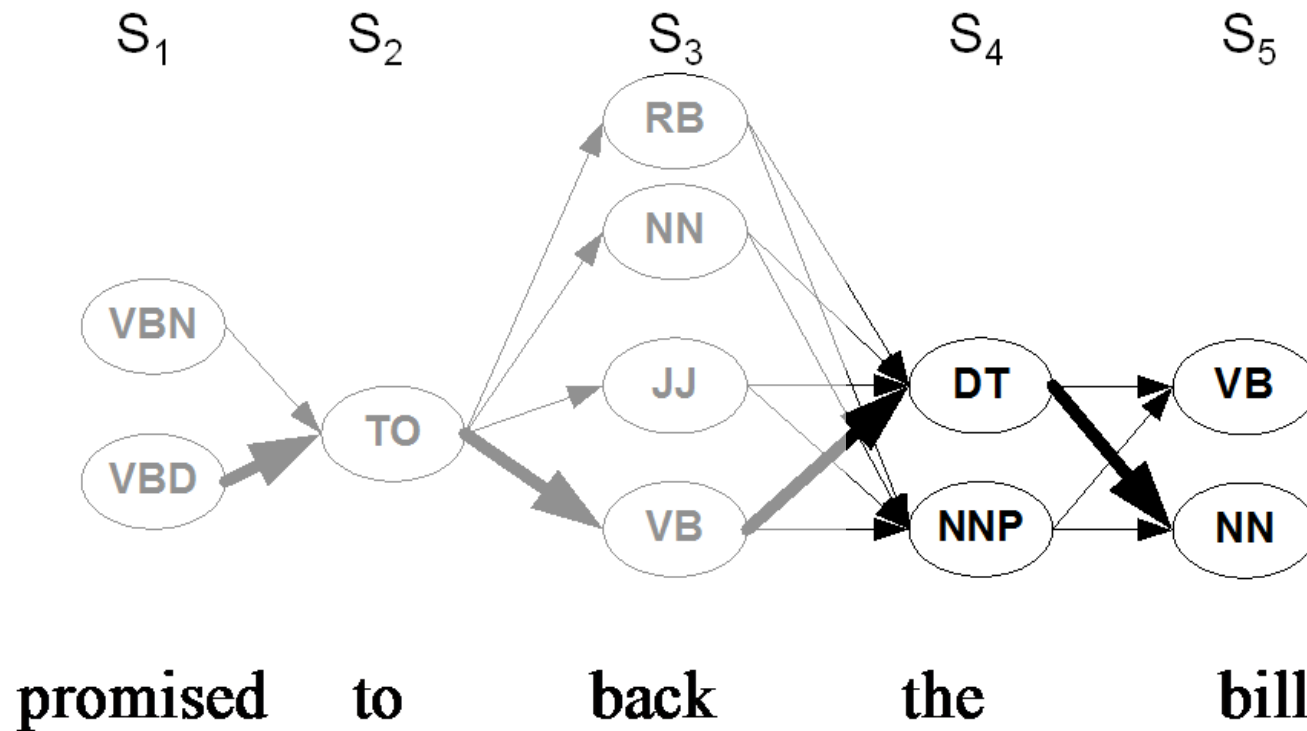 S1 S2 S3 S4 S5
RB
NN
VBN
JJ DT VB
TO
VBD
VB NNP NN
promised to back the bill